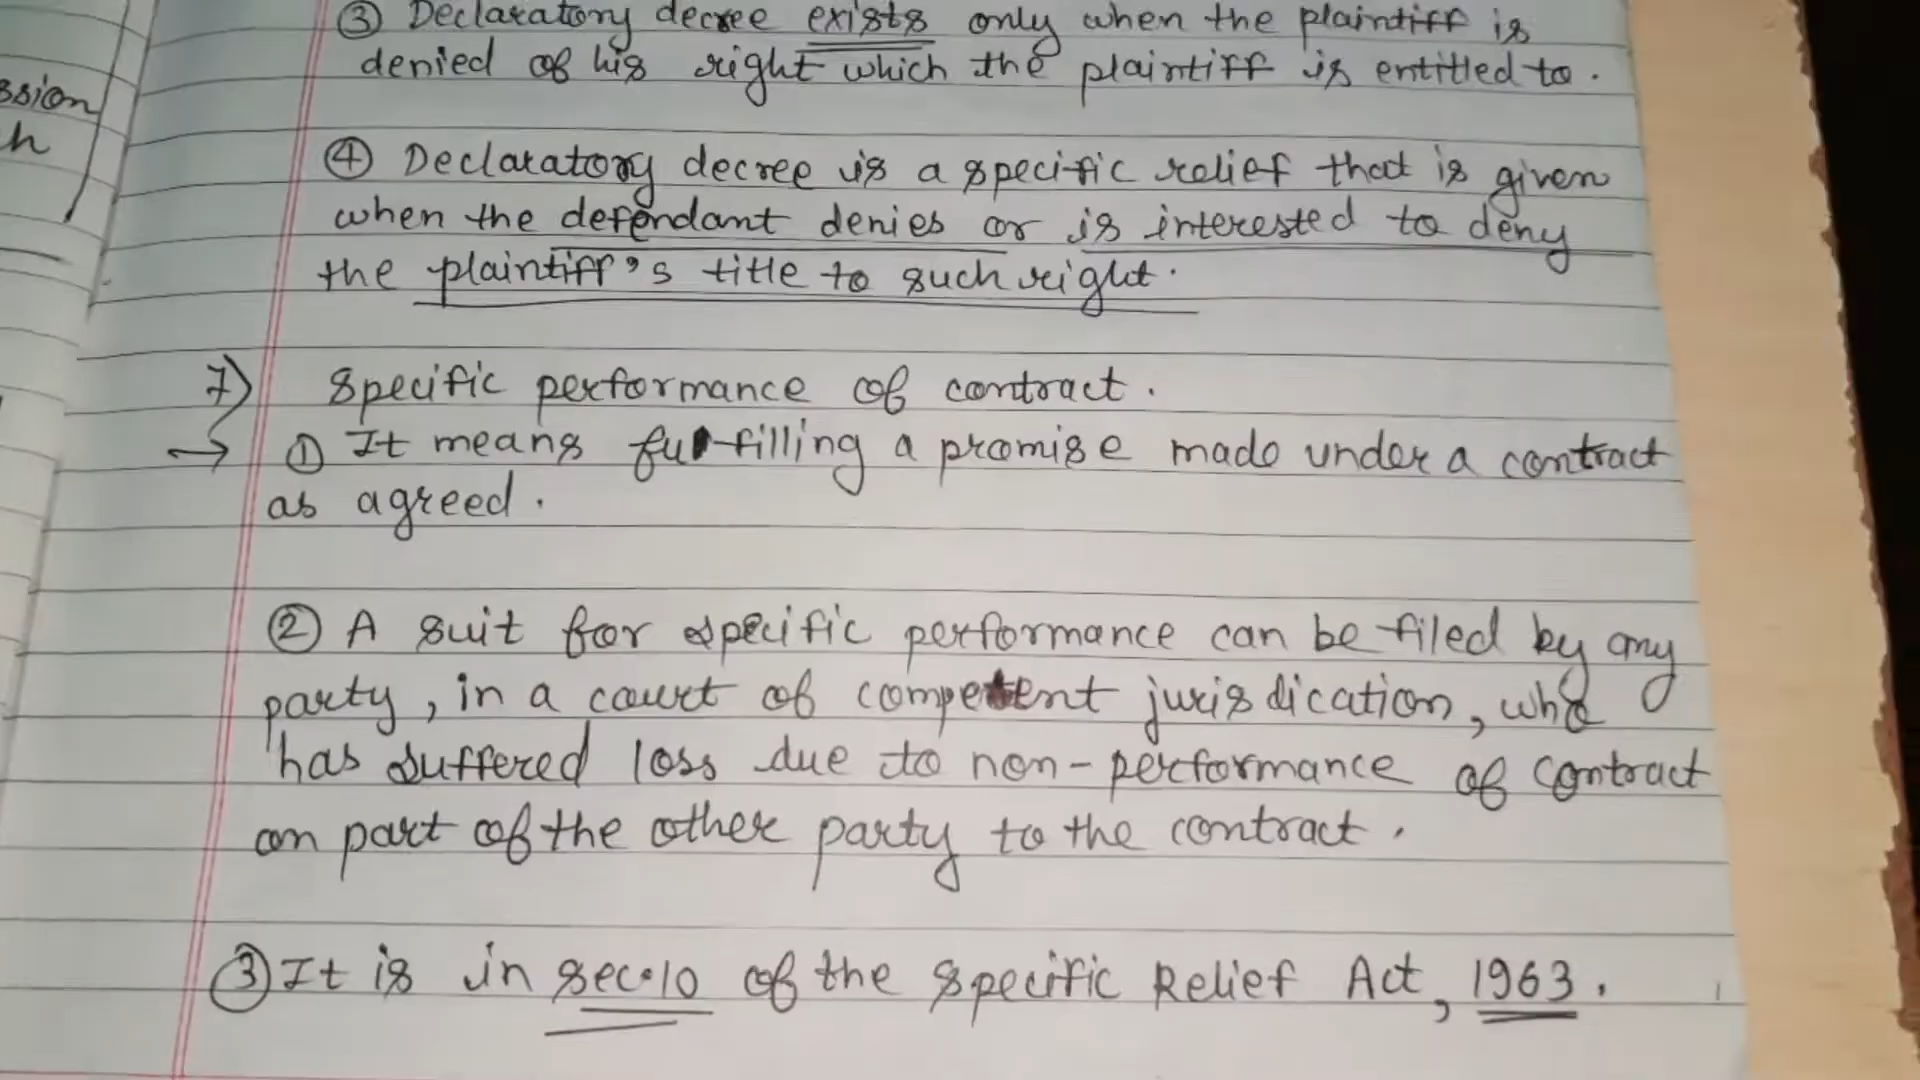 ssion
h
③ Declaratory decree exists only when the plaintiff is
denied of his right which the plaintiff is entitled to.
④ Declaratory decree is a specific relief that is given
when the defendant denies or is interested to deny
the plaintiff's title to such right.
7) Specific performance of contract.
→ ① It means fulfilling a promise made under a contract
as agreed.
② A suit for specific performance can be filed by any
party, in a court of competent jurisdication, who
has suffered loss due to non-performance of contract
on part of the other party to the contract.
③ It is in sec.10 of the Specific Relief Act, 1963.